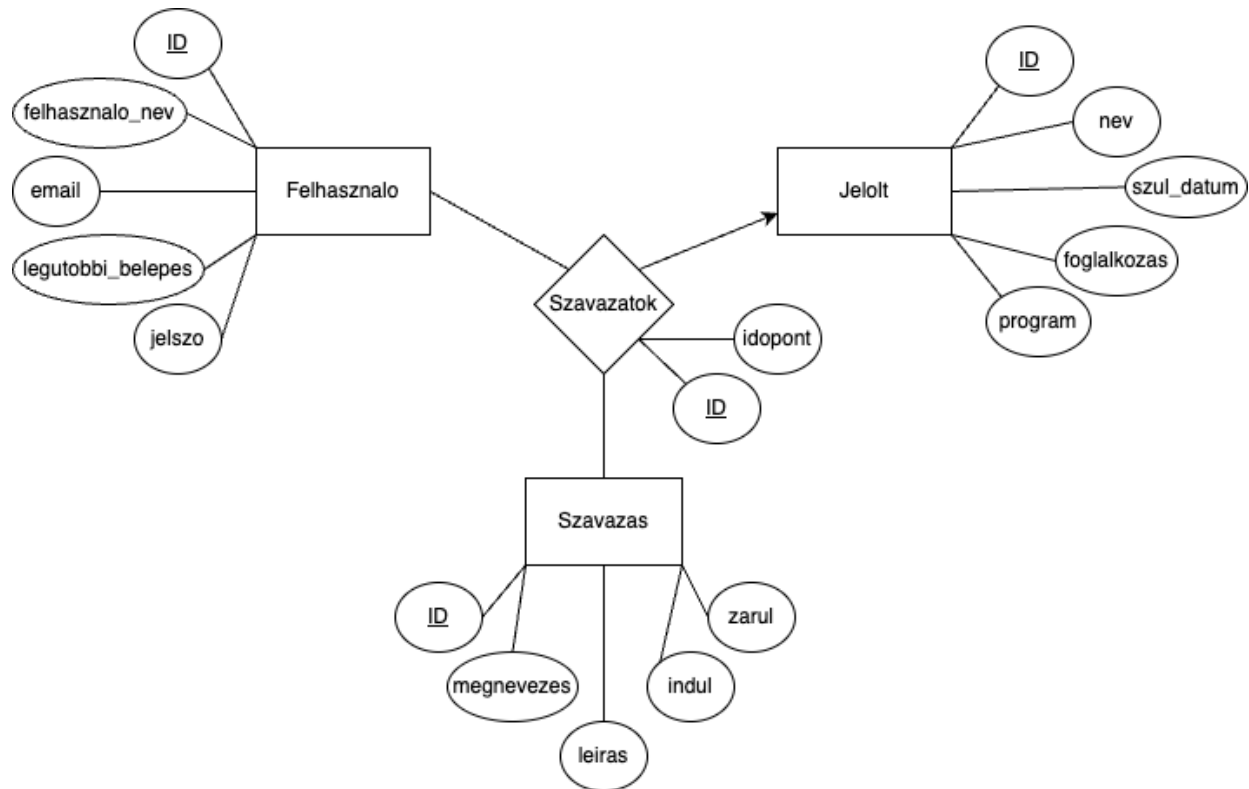 ID
felhasznalo_nev
email
legutobbi_belepes
jelszo
Felhasznalo
ID
nev
szul_datum
foglalkozas
program
Jelolt
Szavazatok
idopont
ID
Szavazas
ID
megnevezes
leiras
indul
zarul